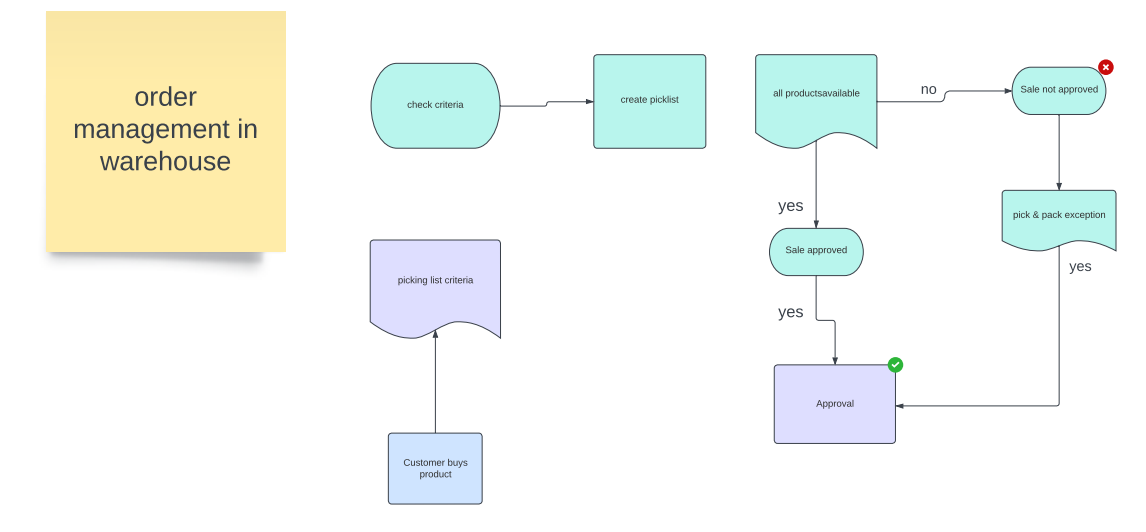 order
management in
warehouse
check criteria
create picklist
all productsavailable
no
Sale not approved
yes
pick & pack exception
Sale approved
yes
picking list criteria
yes
Approval
Customer buys
product